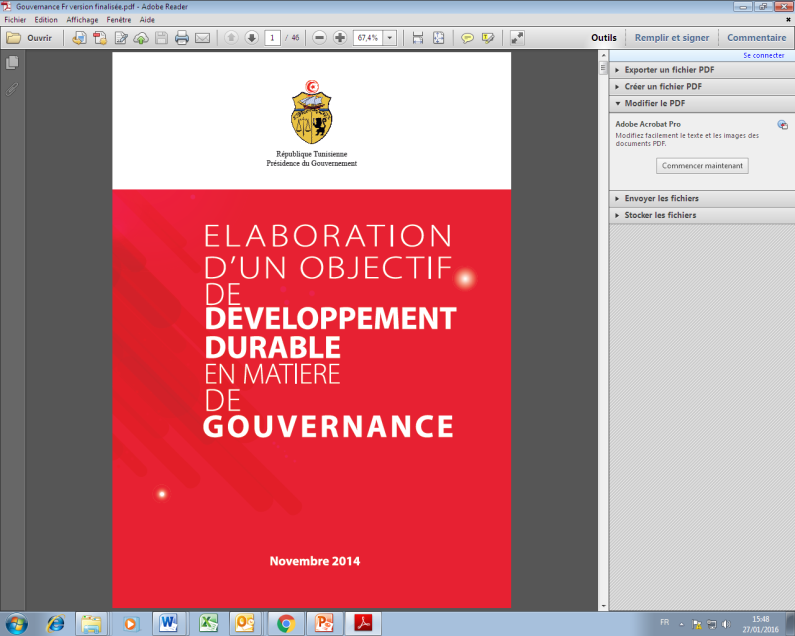 Gouvernance Fr version finalisée.pdf - Adobe Reader
Fichier Edition Affichage Fenêtre Aide
Ouvrir
1 / 46
67,4%
Outils Remplir et signer Commentaire
Se connecter
Exporter un fichier PDF
Créer un fichier PDF
Modifier le PDF
Adobe Acrobat Pro
Modifiez facilement le texte et les images des
documents PDF.
Commencer maintenant
Envoyer les fichiers
Stocker les fichiers
République Tunisienne
Présidence du Gouvernement
ELABORATION
D'UN OBJECTIF
DE
DEVELOPPEMENT
DURABLE
EN MATIERE
DE
GOUVERNANCE
Novembre 2014
FR
15:48
27/01/2016